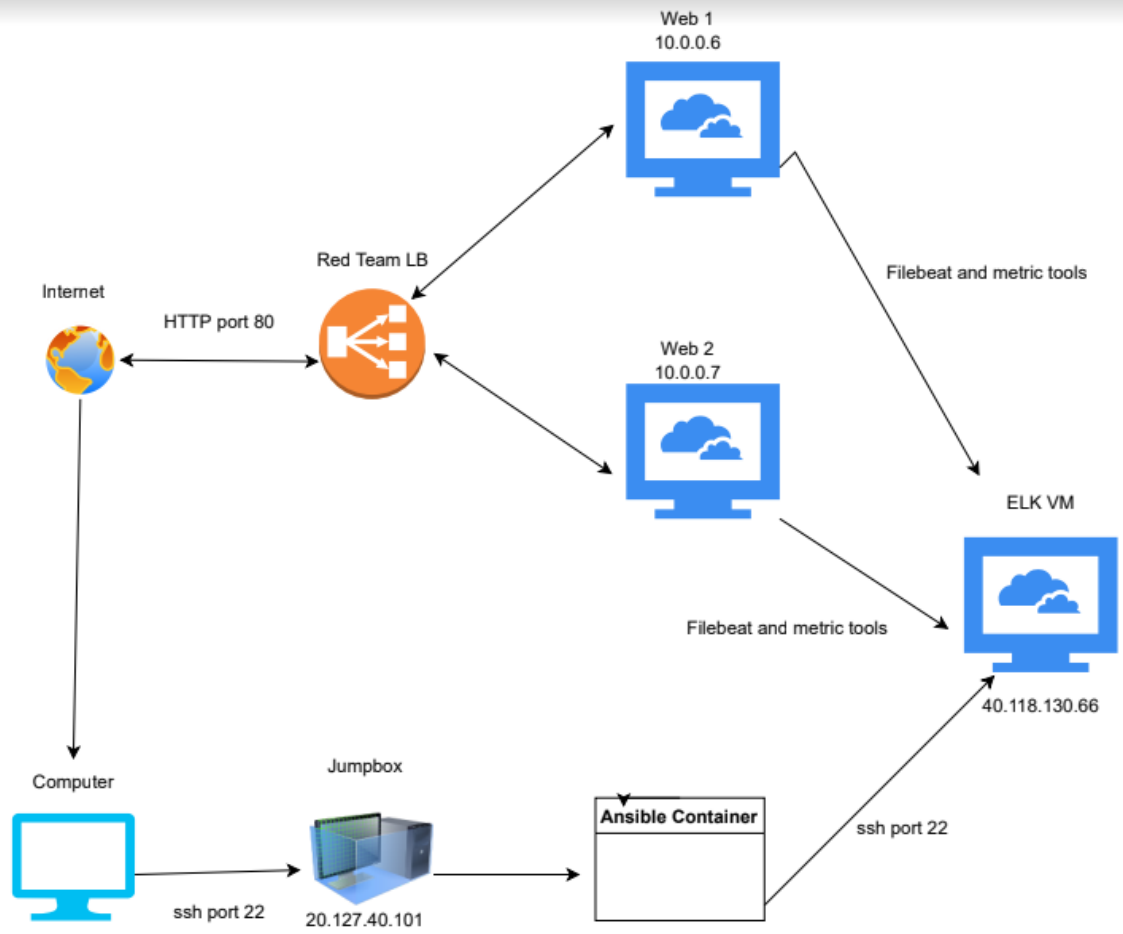 Web 1
10.0.0.6
Red Team LB
Internet
HTTP port 80
Filebeat and metric tools
Web 2
10.0.0.7
ELK VM
Filebeat and metric tools
40.118.130.66
Computer
Jumpbox
Ansible Container
ssh port 22
ssh port 22
20.127.40.101